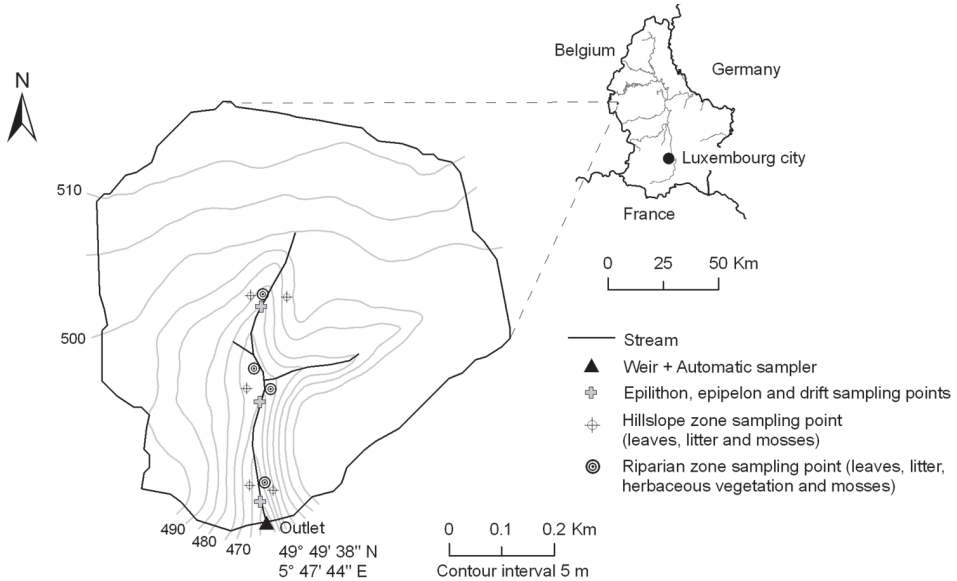 N
Belgium
Germany
Luxembourg city
France
0 25 50 Km
510
500
490
480
470
Outlet
49° 49' 38" N
5° 47' 44" E
0 0.1 0.2 Km
Contour interval 5 m
Stream
Weir + Automatic sampler
Epilithon, epipelon and drift sampling points
Hillslope zone sampling point
(leaves, litter and mosses)
Riparian zone sampling point (leaves, litter,
herbaceous vegetation and mosses)